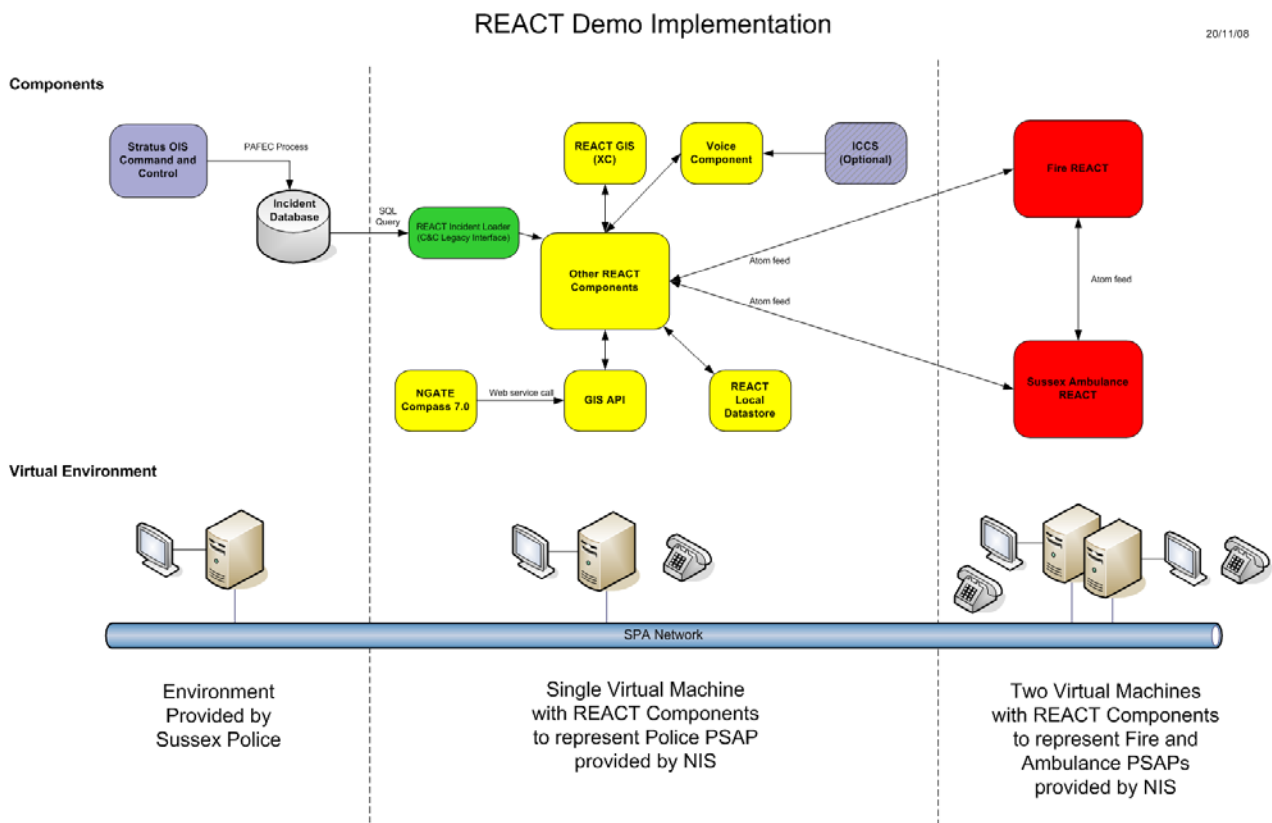 REACT Demo Implementation
20/11/08
Components
Stratus OIS
Command and
Control
PAFEC Process
Incident
Database
SQL
Query
REACT Incident Loader
(C&C Legacy Interface)
REACT GIS
(XC)
Voice
Component
ICCS
(Optional)
Other REACT
Components
Atom feed
Atom feed
Fire REACT
Atom feed
Sussex Ambulance
REACT
NGATE
Compass 7.0
Web service call
GIS API
REACT
Local
Datastore
Virtual Environment
SPA Network
Environment
Provided by
Sussex Police
Single Virtual Machine
with REACT Components
to represent Police PSAP
provided by NIS
Two Virtual Machines
with REACT Components
to represent Fire and
Ambulance PSAPs
provided by NIS